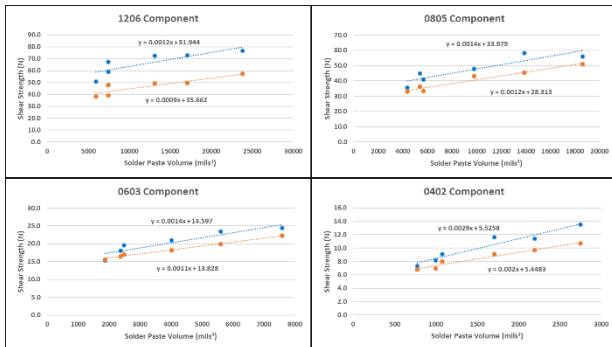 1206 Component
90.0
80.0
70.0
60.0
50.0
40.0
30.0
20.0
10.0
0.0
Shear Strength (N)
y = 0.0012x + 51.044
y = 0.0009x + 35.662
0 5000 10000 15000 20000 25000 30000
Solder Paste Volume (mils³)
0805 Component
80.0
70.0
60.0
50.0
40.0
30.0
20.0
10.0
0.0
Shear Strength (N)
y = 0.0014x + 33.979
y = 0.0012x + 28.313
0 2000 4000 6000 8000 10000 12000 14000 16000 18000 20000
Solder Paste Volume (mils³)
0603 Component
30.0
25.0
20.0
15.0
10.0
5.0
0.0
Shear Strength (N)
y = 0.0014x + 14.597
y = 0.0011x + 13.828
0 1000 2000 3000 4000 5000 6000 7000 8000
Solder Paste Volume (mils³)
0402 Component
16.0
14.0
12.0
10.0
8.0
6.0
4.0
2.0
0.0
Shear Strength (N)
y = 0.0029x + 5.5258
y = 0.002x + 5.4483
0 500 1000 1500 2000 2500 3000
Solder Paste Volume (mils³)